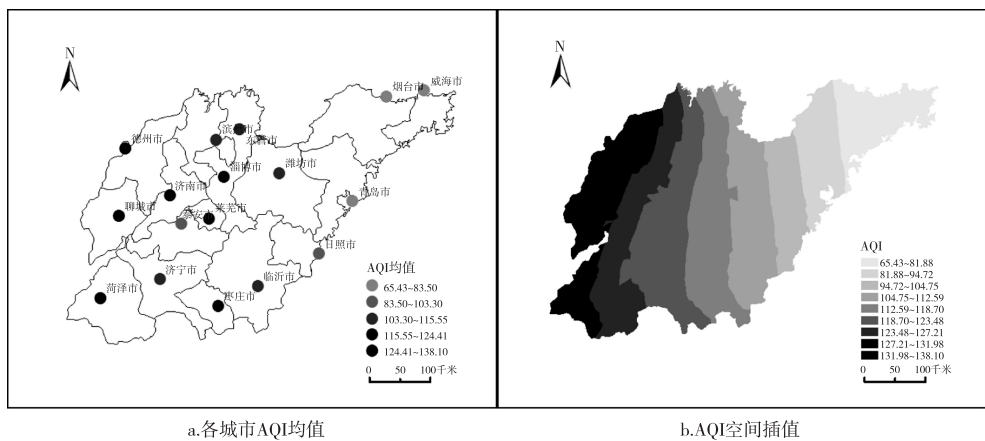 N
烟台市
威海市
德州市
滨州市
东营市
淄博市
潍坊市
济南市
青岛市
聊城市
泰安市
莱芜市
日照市
济宁市
临沂市
菏泽市
枣庄市
AQI均值
65.43~83.50
83.50~103.30
103.30~115.55
115.55~124.41
124.41~138.10
0 50 100千米
a.各城市AQI均值
N
AQI
65.43~81.88
81.88~94.72
94.72~104.75
104.75~112.59
112.59~118.70
118.70~123.48
123.48~127.21
127.21~131.98
131.98~138.10
0 50 100千米
b.AQI空间插值